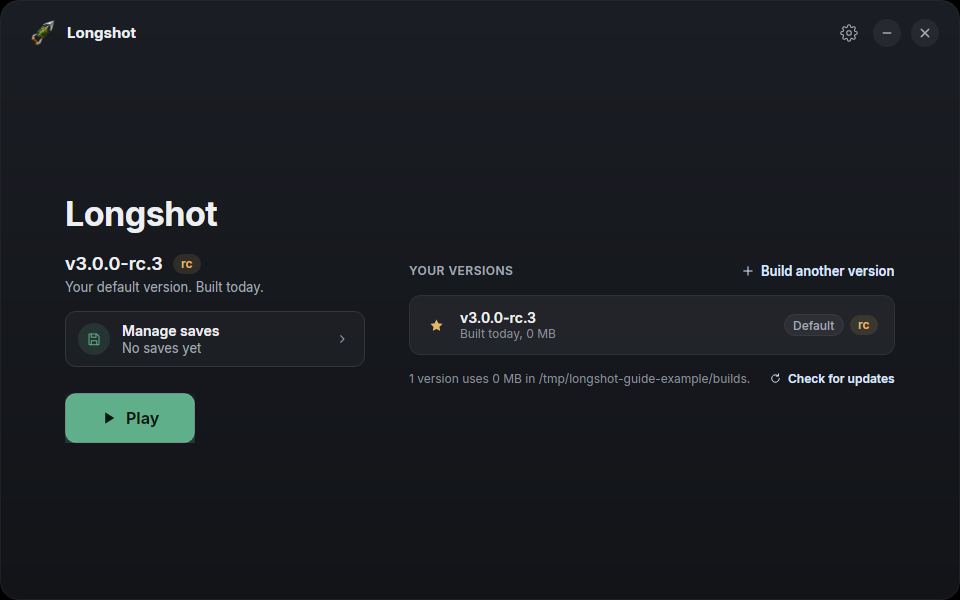 Longshot
Longshot
v3.0.0-rc.3 rc
Your default version. Built today.
Manage saves
No saves yet
Play
YOUR VERSIONS
Build another version
v3.0.0-rc.3
Built today, 0 MB
Default rc
1 version uses 0 MB in /tmp/longshot-guide-example/builds.
Check for updates